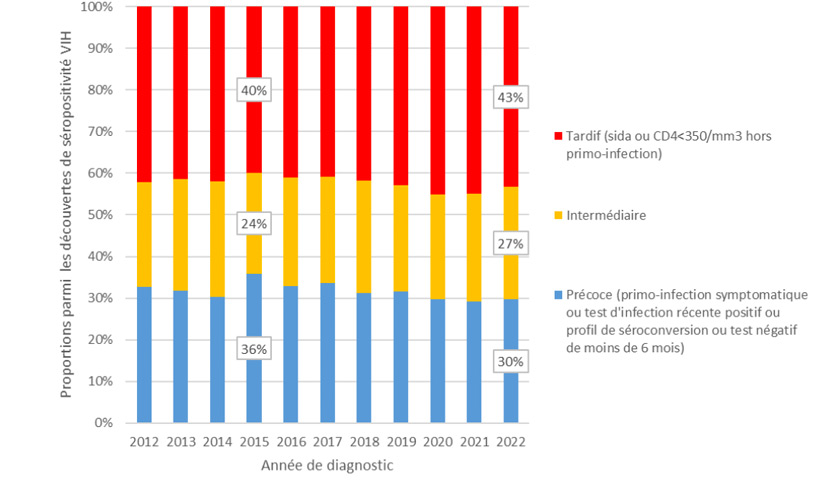 Proportions parmi les découvertes de séropositivité VIH
100%
90%
80%
70%
60%
50%
40%
30%
20%
10%
0%
40%
43%
24%
27%
36%
30%
2012 2013 2014 2015 2016 2017 2018 2019 2020 2021 2022
Année de diagnostic
Tardif (sida ou CD4<350/mm3 hors
primo-infection)
Intermédiaire
Précoce (primo-infection symptomatique
ou test d'infection récente positif ou
profil de séroconversion ou test négatif
de moins de 6 mois)